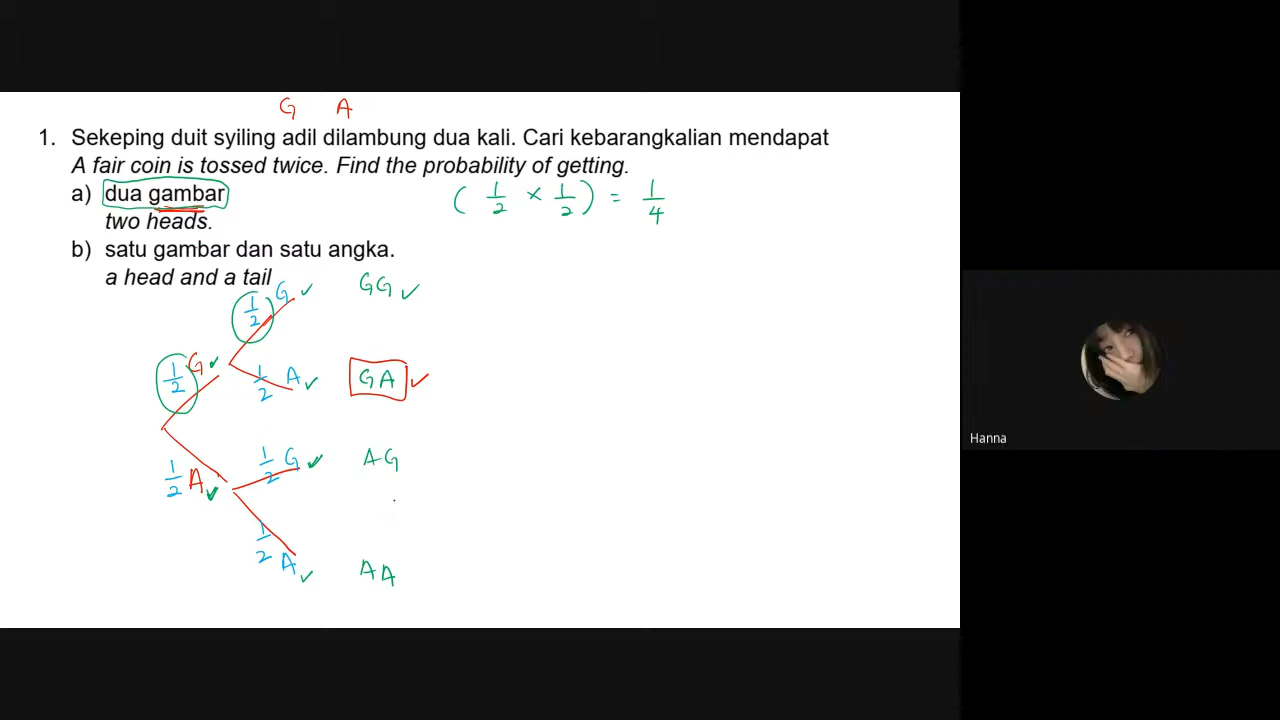 G A
1. Sekeping duit syiling adil dilambung dua kali. Cari kebarangkalian mendapat
A fair coin is tossed twice. Find the probability of getting.
a) dua gambar
( 1/2 × 1/2 ) = 1/4
two heads.
b) satu gambar dan satu angka.
a head and a tail
1/2 G ✓ GG ✓
1/2 G ✓
1/2 A ✓ GA ✓
1/2 G ✓ AG
1/2 A ✓
1/2 A ✓ AA
Hanna